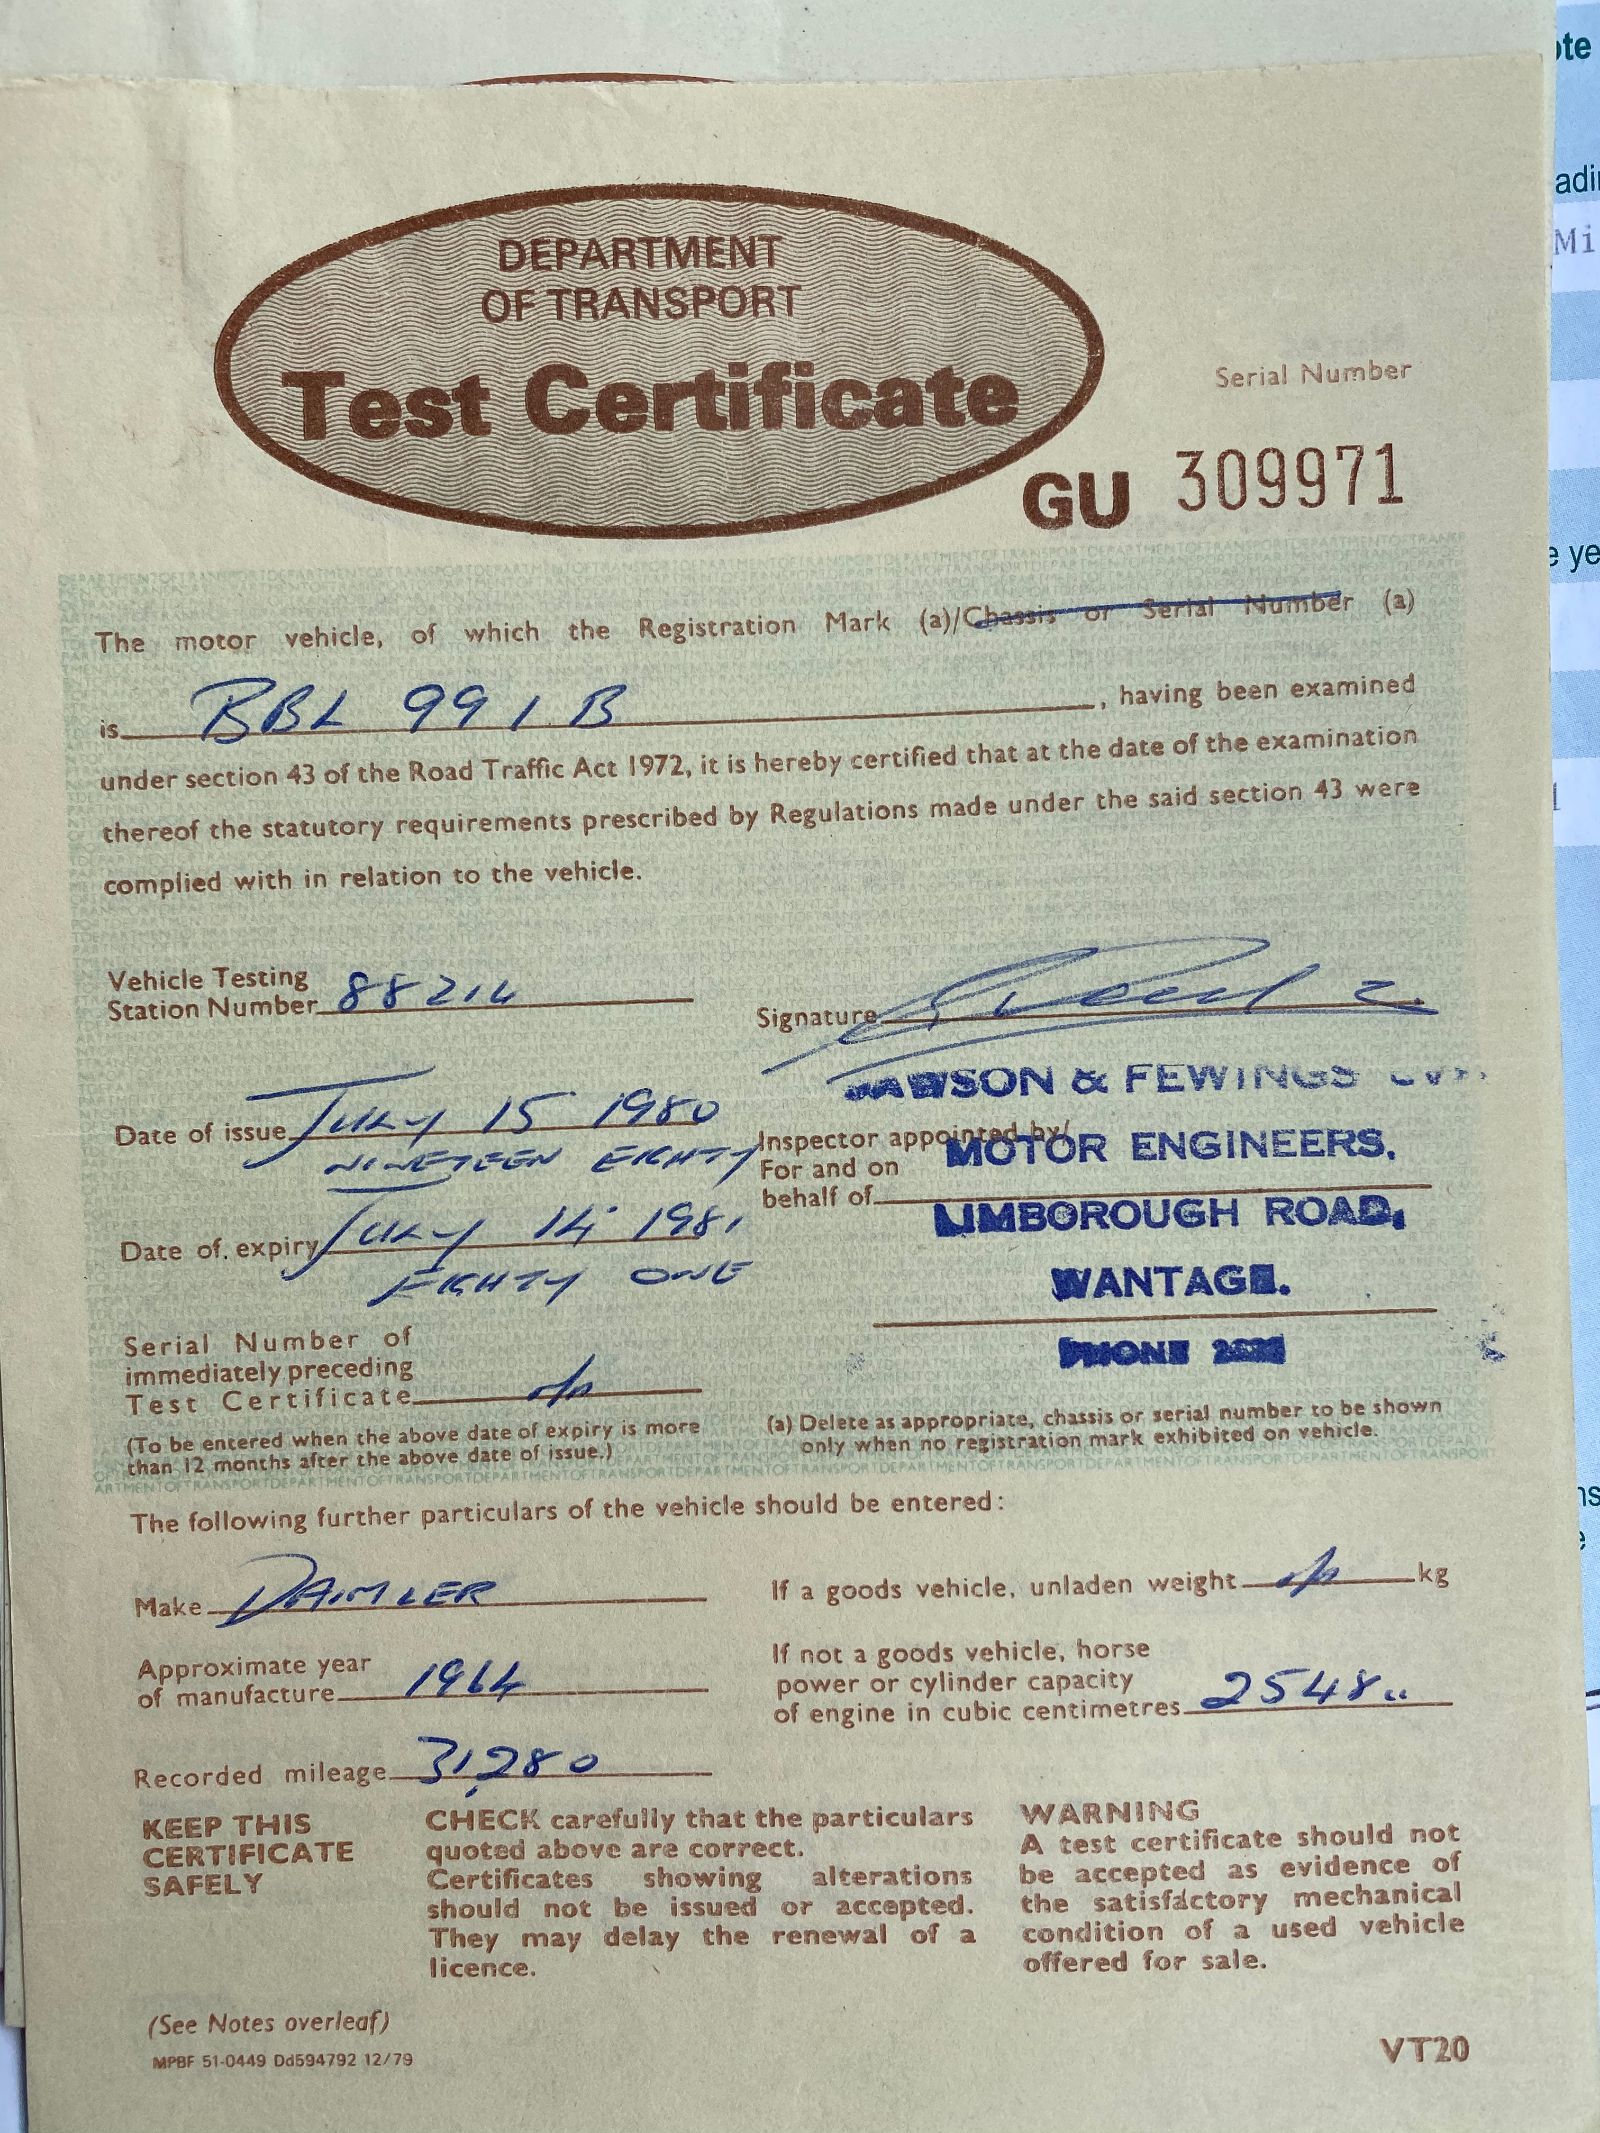 DEPARTMENT
OF TRANSPORT
Test Certificate
Serial Number
GU 309971
The motor vehicle, of which the Registration Mark (a)/Chassis or Serial Number (a)
is BBL 991 B, having been examined
under section 43 of the Road Traffic Act 1972, it is hereby certified that at the date of the examination
thereof the statutory requirements prescribed by Regulations made under the said section 43 were
complied with in relation to the vehicle.
Vehicle Testing
Station Number 88214
Signature
Date of issue JULY 15 1980
NINETEEN EIGHTY
Date of expiry JULY 14 1981
EIGHTY ONE
Inspector appointed by/
For and on
behalf of
& FEWINGS
MOTOR ENGINEERS,
LIMBOROUGH ROAD,
WANTAGE.
PHONE
Serial Number of
immediately preceding
Test Certificate
(To be entered when the above date of expiry is more
than 12 months after the above date of issue.)
(a) Delete as appropriate, chassis or serial number to be shown
only when no registration mark exhibited on vehicle.
The following further particulars of the vehicle should be entered:
Make DAIMLER
If a goods vehicle, unladen weight kg
Approximate year
of manufacture 1964
If not a goods vehicle, horse
power or cylinder capacity
of engine in cubic centimetres 2548
Recorded mileage 31,280
KEEP THIS
CERTIFICATE
SAFELY
CHECK carefully that the particulars
quoted above are correct.
Certificates showing alterations
should not be issued or accepted.
They may delay the renewal of a
licence.
WARNING
A test certificate should not
be accepted as evidence of
the satisfactory mechanical
condition of a used vehicle
offered for sale.
(See Notes overleaf)
MPBF 51-0449 Dd594792 12/79
VT20